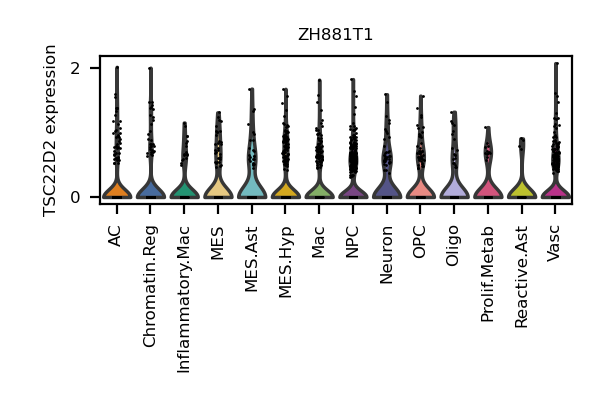 ZH881T1
TSC22D2 expression
2
0
AC
Chromatin.Reg
Inflammatory.Mac
MES
MES.Ast
MES.Hyp
Mac
NPC
Neuron
OPC
Oligo
Prolif.Metab
Reactive.Ast
Vasc